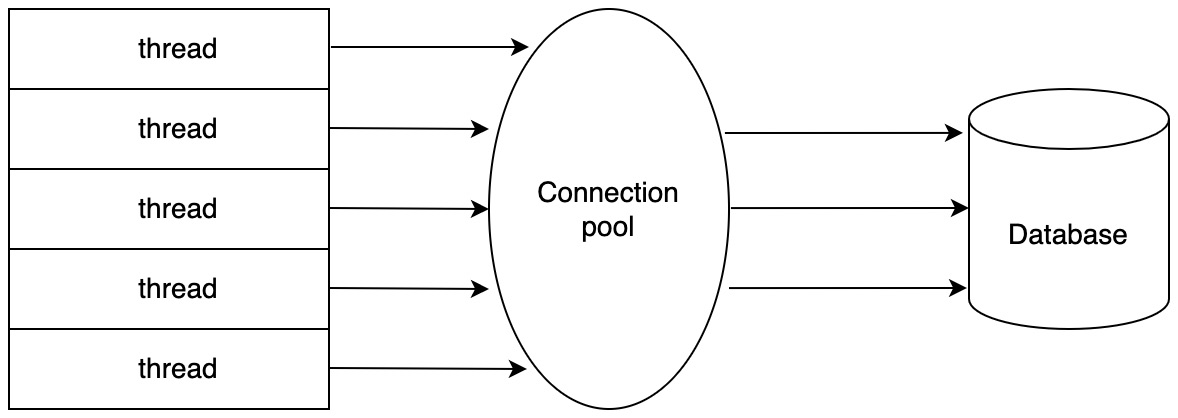 thread
thread
thread
thread
thread
Connection
pool
Database